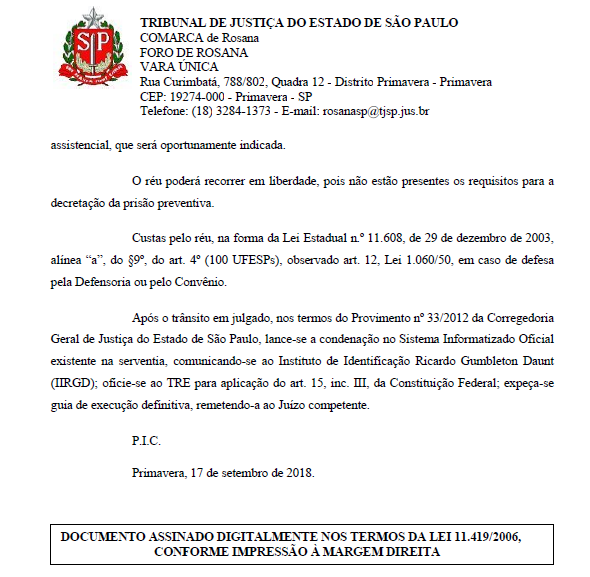 TRIBUNAL DE JUSTIÇA DO ESTADO DE SÃO PAULO
COMARCA de Rosana
FORO DE ROSANA
VARA ÚNICA
Rua Curimbatá, 788/802, Quadra 12 - Distrito Primavera - Primavera
CEP: 19274-000 - Primavera - SP
Telefone: (18) 3284-1373 - E-mail: rosanasp@tjsp.jus.br
assistencial, que será oportunamente indicada.
O réu poderá recorrer em liberdade, pois não estão presentes os requisitos para a
decretação da prisão preventiva.
Custas pelo réu, na forma da Lei Estadual n.º 11.608, de 29 de dezembro de 2003,
alínea “a”, do §9º, do art. 4º (100 UFESPs), observado art. 12, Lei 1.060/50, em caso de defesa
pela Defensoria ou pelo Convênio.
Após o trânsito em julgado, nos termos do Provimento nº 33/2012 da Corregedoria
Geral de Justiça do Estado de São Paulo, lance-se a condenação no Sistema Informatizado Oficial
existente na serventia, comunicando-se ao Instituto de Identificação Ricardo Gumbleton Daunt
(IIRGD); oficie-se ao TRE para aplicação do art. 15, inc. III, da Constituição Federal; expeça-se
guia de execução definitiva, remetendo-a ao Juízo competente.
P.I.C.
Primavera, 17 de setembro de 2018.
DOCUMENTO ASSINADO DIGITALMENTE NOS TERMOS DA LEI 11.419/2006,
CONFORME IMPRESSÃO À MARGEM DIREITA